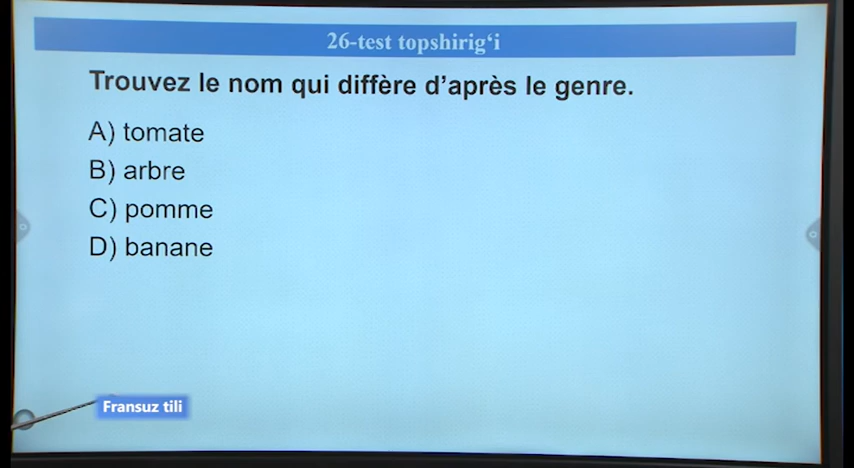 26-test topshirig‘i
Trouvez le nom qui diffère d’après le genre.
A) tomate
B) arbre
C) pomme
D) banane
Fransuz tili